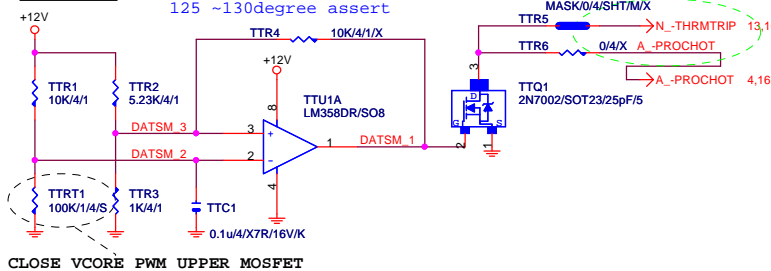 MASK/0/4/SHT/M/X
125 ~130degree assert
TTR5
N_-THRMTRIP 13,1
+12V
TTR4
10K/4/1/X
TTR6
0/4/X
A_-PROCHOT
+12V
3
A_-PROCHOT 4,16
TTR1
10K/4/1
TTR2
5.23K/4/1
TTQ1
2N7002/SOT23/25pF/5
D
G
S
TTU1A
LM358DR/SO8
8
DATSM_3
3
+
DATSM_1
1
2
1
DATSM_2
2
-
4
TTRT1
100K/1/4/S
TTR3
1K/4/1
TTC1
0.1u/4/X7R/16V/K
CLOSE VCORE PWM UPPER MOSFET